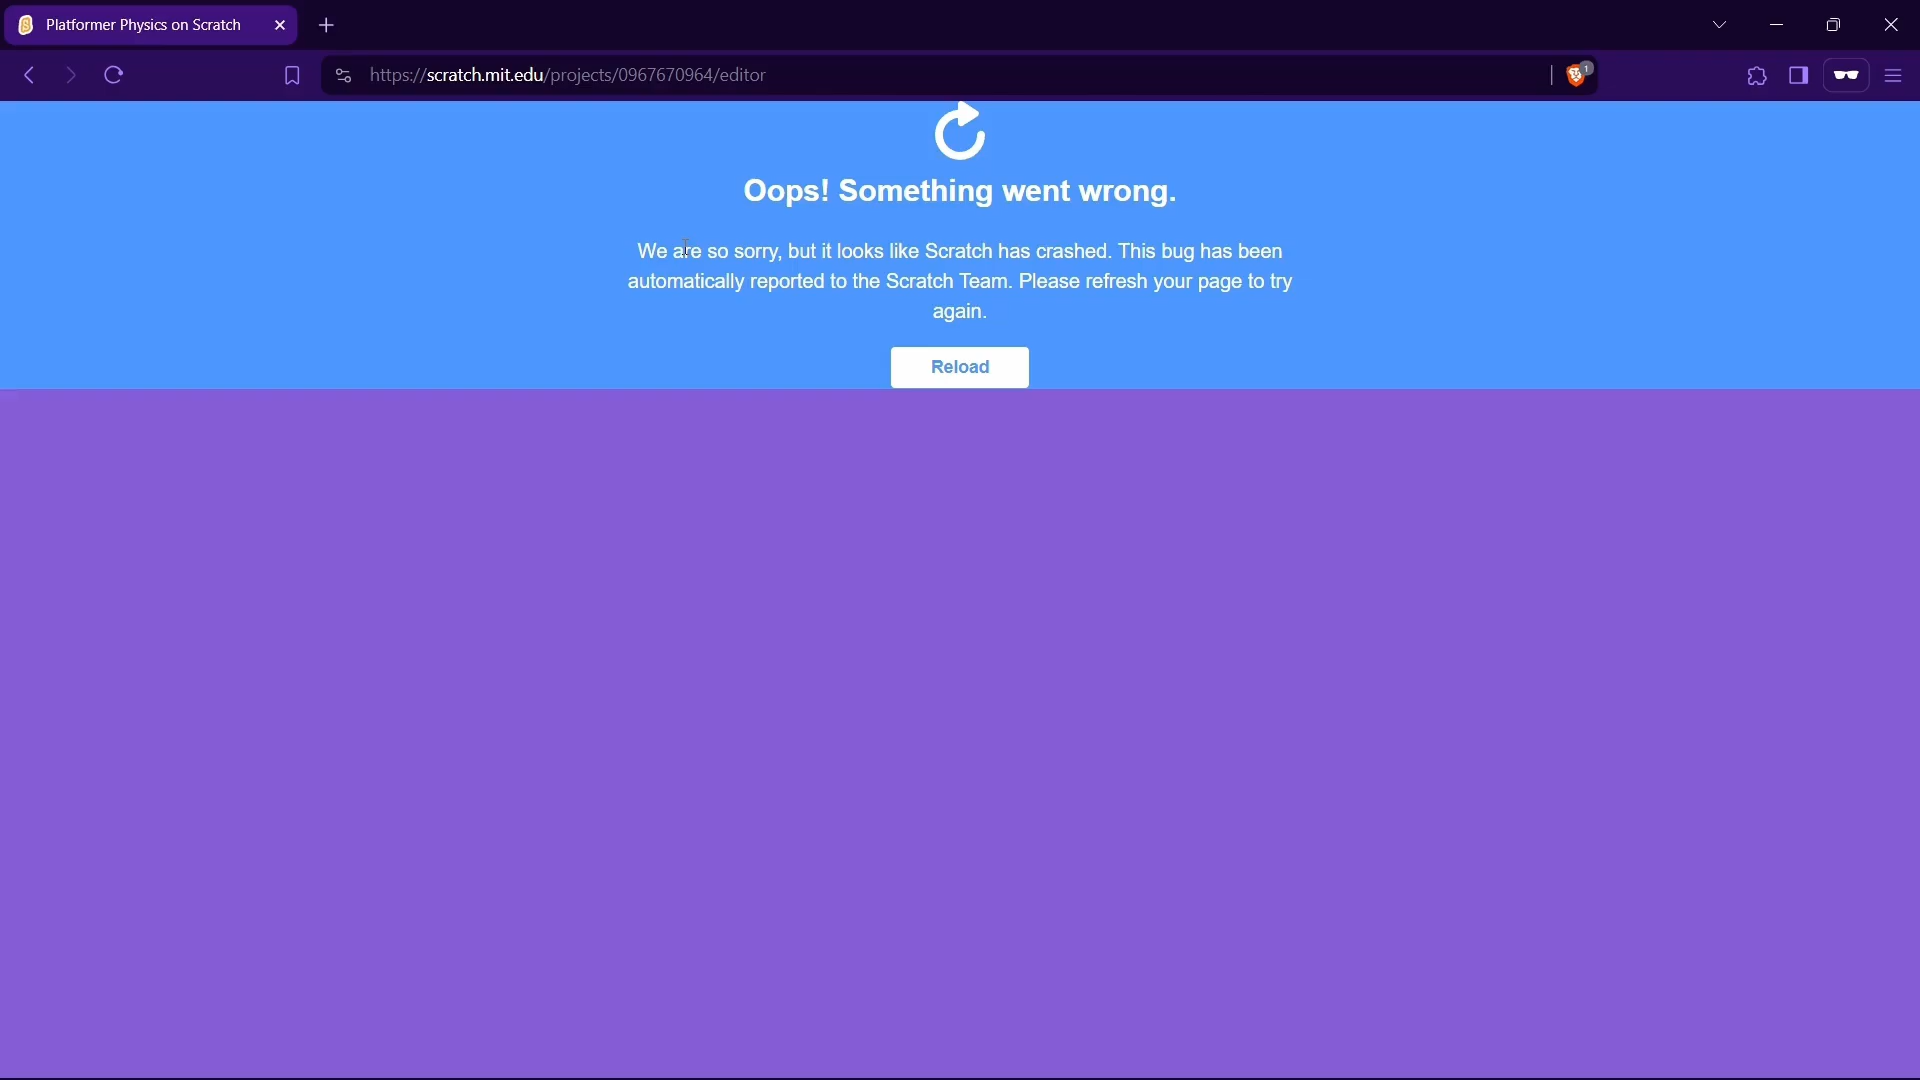 Platformer Physics on Scratch
https://scratch.mit.edu/projects/0967670964/editor
1
Oops! Something went wrong.
We are so sorry, but it looks like Scratch has crashed. This bug has been
automatically reported to the Scratch Team. Please refresh your page to try
again.
Reload